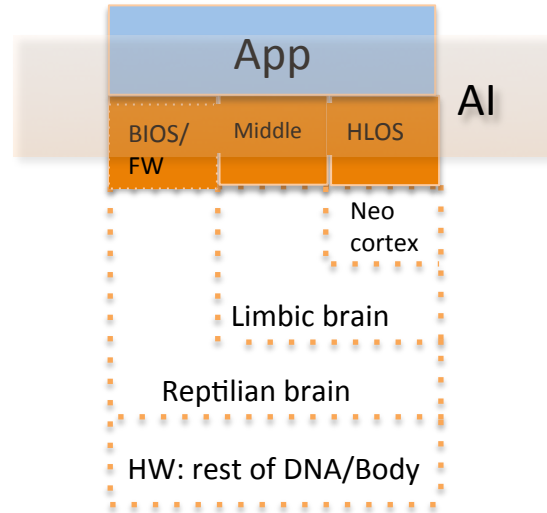 App
AI
BIOS/
FW
Middle
HLOS
Neo
cortex
Limbic brain
Reptilian brain
HW: rest of DNA/Body